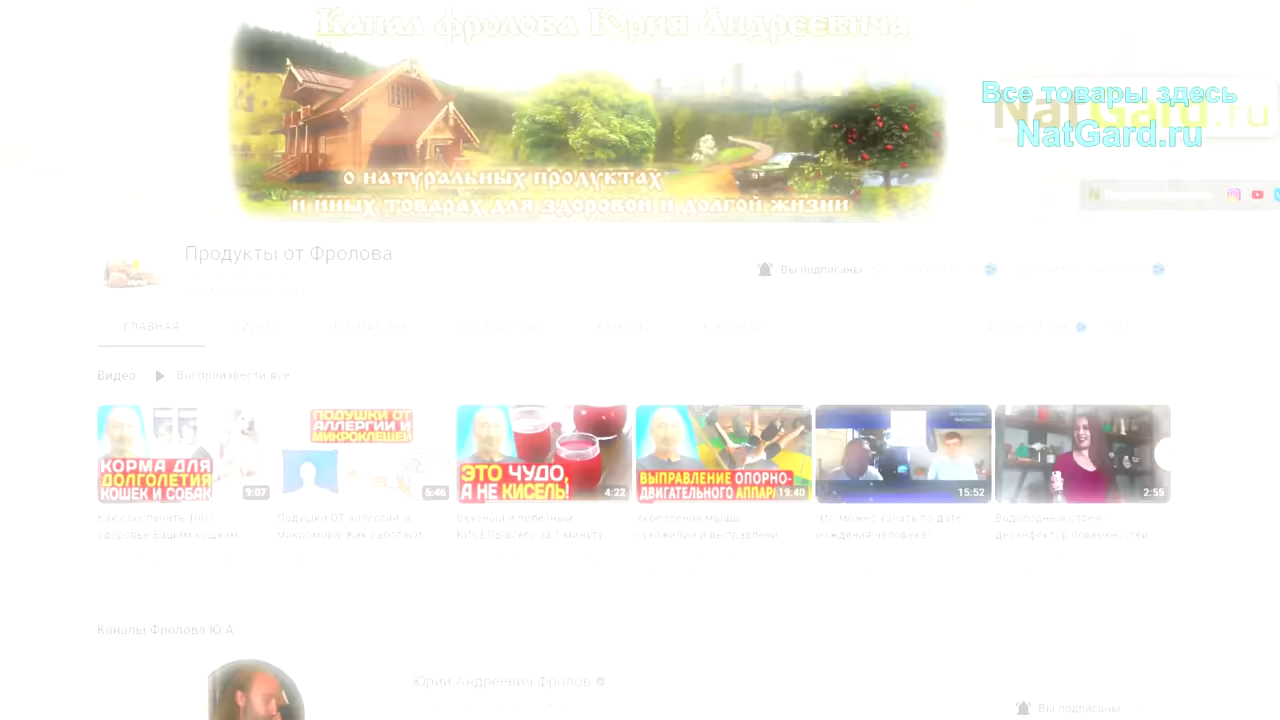 Канал фролова Юрия Андреевича
Все товары здесь
NatGard.ru
NatGard.ru
о натуральных продуктах
и иных товарах для здоровой и долгой жизни
Продукты от Фролова
Вы подписаны
ГЛАВНАЯ
Видео
Воспроизвести все
КОРМА ДЛЯ
ДОЛГОЛЕТИЯ
КОШЕК И СОБАК
9:07
ПОДУШКИ ОТ
АЛЛЕРГИИ И
МИКРОКЛЕЩЕЙ
5:46
ЭТО ЧУДО,
А НЕ КИСЕЛЬ!
4:22
ВЫПРАВЛЕНИЕ ОПОРНО-
ДВИГАТЕЛЬНОГО АППАР
19:40
15:52
2:55
Как обеспечить 100%
здоровье Вашим кошкам
Подушки ОТ аллергии и
микромира. Как работают
Вкусный и полезный
КИСЕЛЬ всего за 1 минуту
Укрепления мышц,
сухожилий и выправлени
Что можно узнать по дате
рождения человека?
Водородный спрей
дезинфектор поверхностей
Каналы Фролова Ю.А
Юрий Андреевич Фролов
Вы подписаны